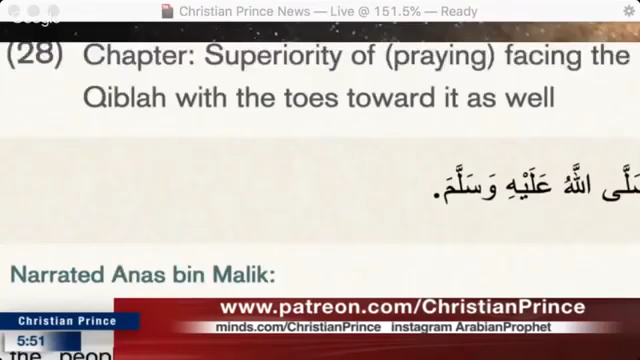 Christian Prince News — Live @ 151.5% — Ready
Google
(28) Chapter: Superiority of (praying) facing the
Qiblah with the toes toward it as well
اللَّهُ عَلَيْهِ وَسَلَّمَ.
Narrated Anas bin Malik:
www.patreon.com/ChristianPrince
Christian Prince
minds.com/ChristianPrince instagram ArabianProphet
5:51
the